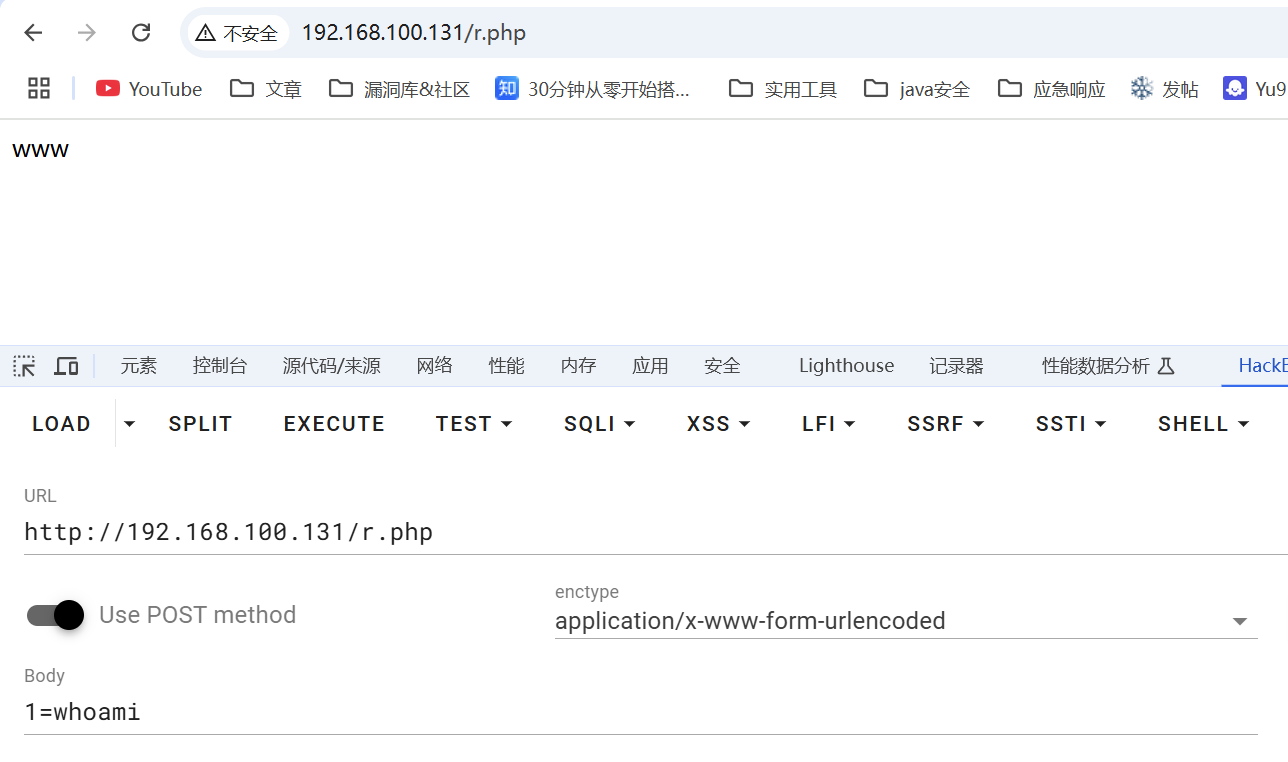 不安全 192.168.100.131/r.php
YouTube 文章 漏洞库&社区 知 30分钟从零开始搭... 实用工具 java安全 应急响应 发帖 Yu9
www
元素 控制台 源代码/来源 网络 性能 内存 应用 安全 Lighthouse 记录器 性能数据分析 HackE
LOAD SPLIT EXECUTE TEST SQLI XSS LFI SSRF SSTI SHELL
URL
http://192.168.100.131/r.php
Use POST method
enctype
application/x-www-form-urlencoded
Body
1=whoami